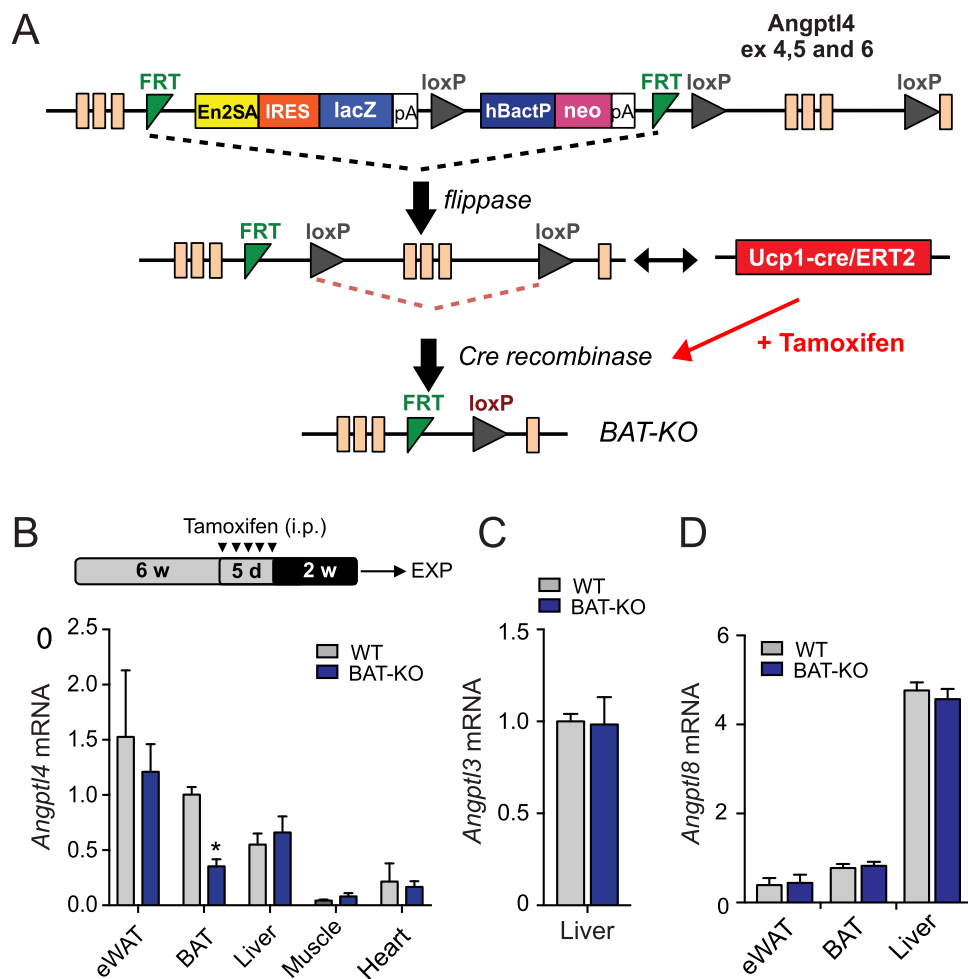 A
Angptl4
ex 4,5 and 6
FRT
loxP
FRT
loxP
loxP
En2SA
IRES
lacZ
pA
hBactP
neo
pA
flippase
FRT
loxP
loxP
Ucp1-cre/ERT2
+ Tamoxifen
Cre recombinase
FRT
loxP
BAT-KO
B
Tamoxifen (i.p.)
6 w
5 d
2 w
EXP
0
2.5
2.0
1.5
1.0
0.5
0.0
Angptl4 mRNA
WT
BAT-KO
*
eWAT
BAT
Liver
Muscle
Heart
C
WT
BAT-KO
1.5
1.0
0.5
0
Angptl3 mRNA
Liver
D
6
4
2
0
Angptl8 mRNA
WT
BAT-KO
eWAT
BAT
Liver